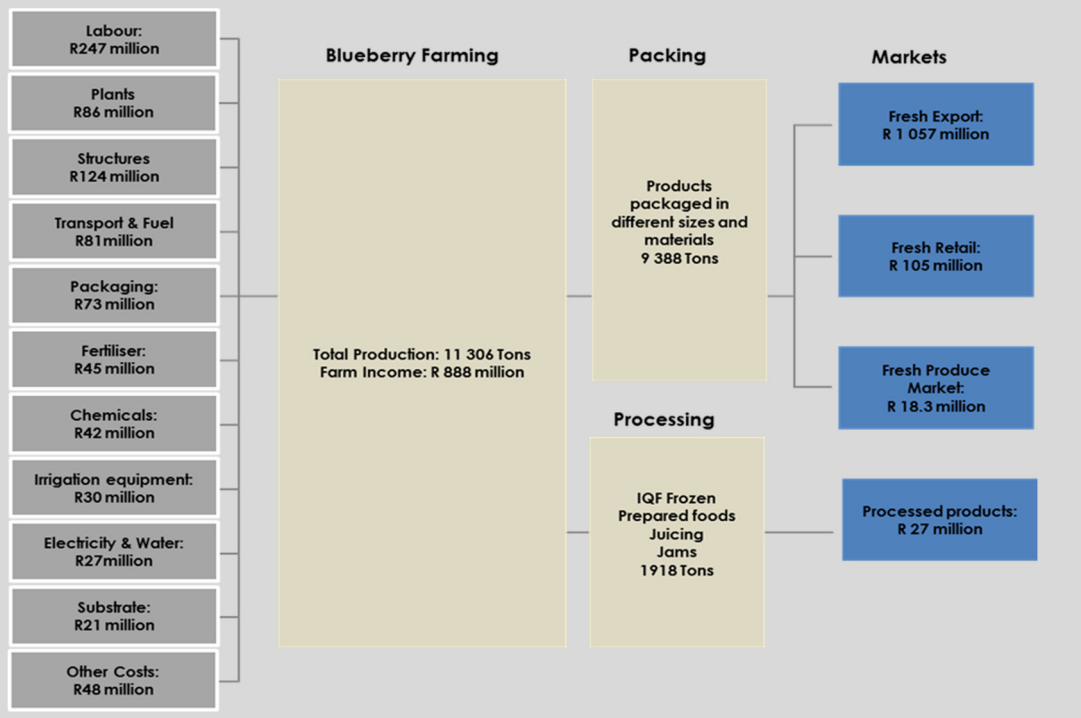 Labour:
R247 million
Plants
R86 million
Structures
R124 million
Transport & Fuel
R81million
Packaging:
R73 million
Fertiliser:
R45 million
Chemicals:
R42 million
Irrigation equipment:
R30 million
Electricity & Water:
R27million
Substrate:
R21 million
Other Costs:
R48 million
Blueberry Farming
Total Production: 11 306 Tons
Farm Income: R 888 million
Packing
Products
packaged in
different sizes and
materials
9 388 Tons
Processing
IQF Frozen
Prepared foods
Juicing
Jams
1918 Tons
Markets
Fresh Export:
R 1 057 million
Fresh Retail:
R 105 million
Fresh Produce
Market:
R 18.3 million
Processed products:
R 27 million